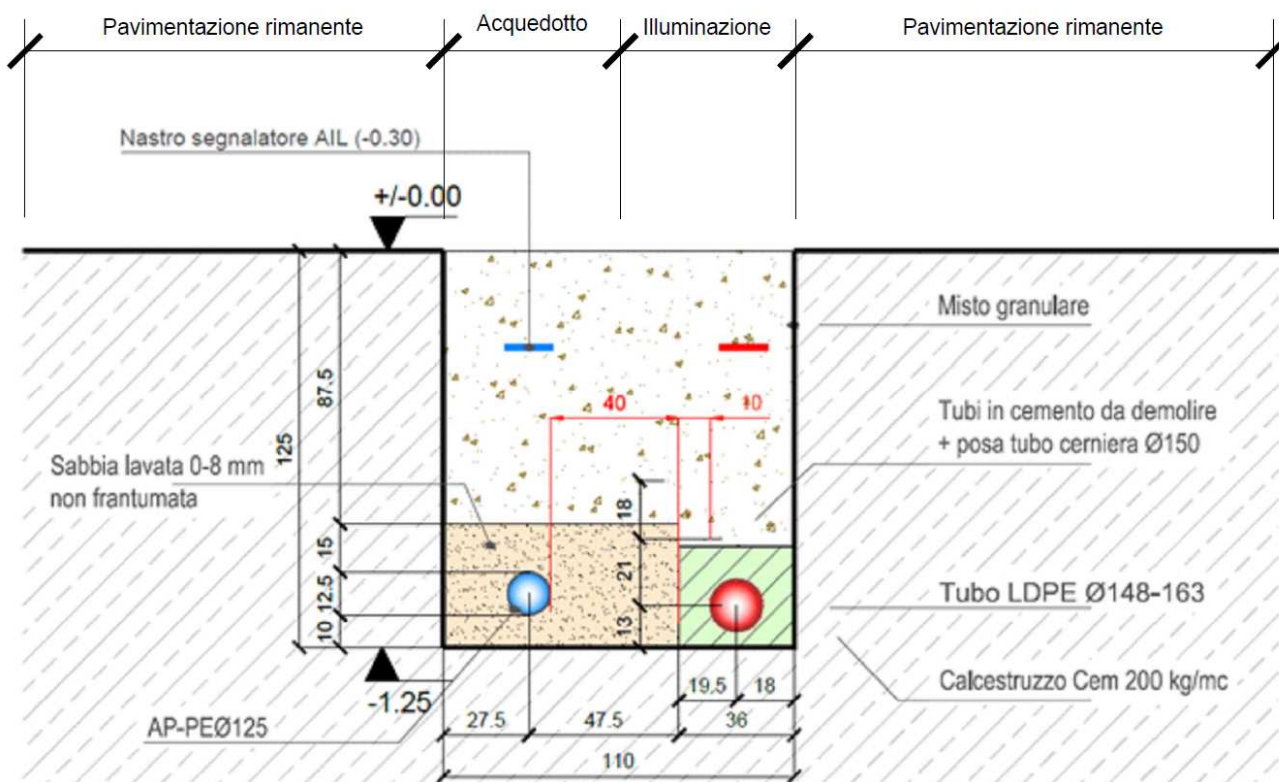 Pavimentazione rimanente
Acquedotto
Illuminazione
Pavimentazione rimanente
Nastro segnalatore AIL (-0.30)
+/-0.00
Misto granulare
87.5
125
40
10
Tubi in cemento da demolire
+ posa tubo cerniera Ø150
Sabbia lavata 0-8 mm
non frantumata
18
15
21
12.5
Tubo LDPE Ø148-163
10
13
-1.25
19.5
18
Calcestruzzo Cem 200 kg/mc
27.5
47.5
36
AP-PEØ125
110